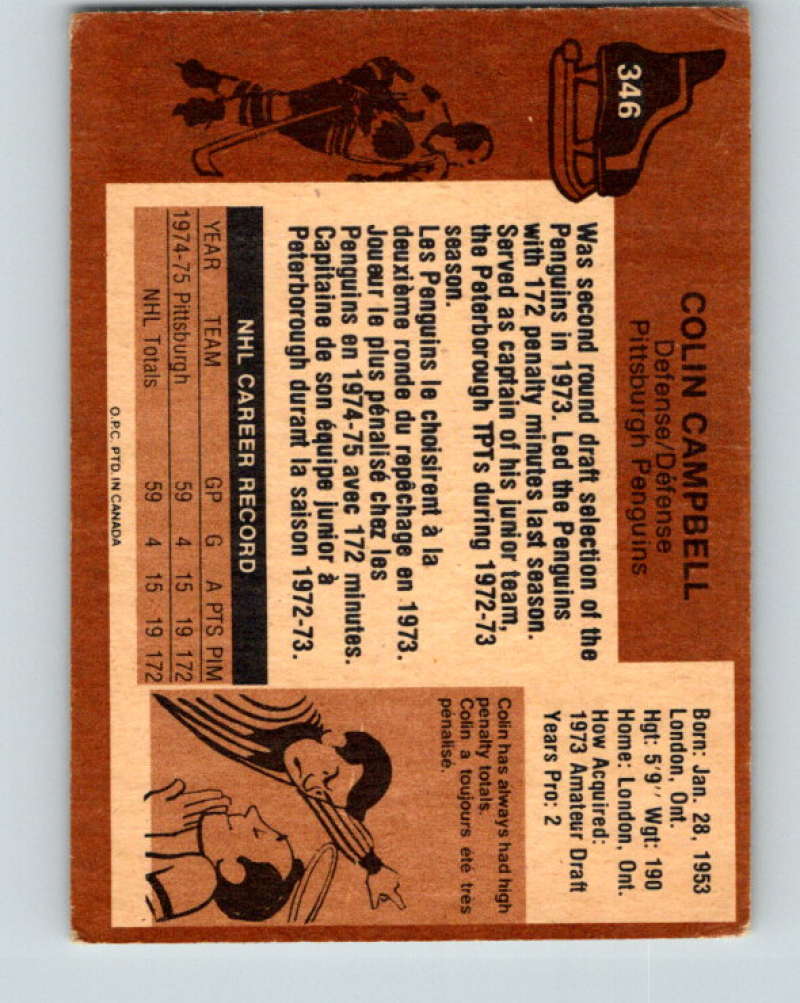 346
COLIN CAMPBELL
Defense/Défense
Pittsburgh Penguins
Born: Jan. 28, 1953
London, Ont.
Hgt: 5'9'' Wgt: 190
Home: London, Ont.
How Acquired:
1973 Amateur Draft
Years Pro: 2
Was second round draft selection of the
Penguins in 1973. Led the Penguins
with 172 penalty minutes last season.
Served as captain of his junior team,
the Peterborough TPTs during 1972-73
season.
Les Penguins le choisirent à la
deuxième ronde du repêchage en 1973.
Joueur le plus pénalisé chez les
Penguins en 1974-75 avec 172 minutes.
Capitaine de son équipe junior à
Peterborough durant la saison 1972-73.
NHL CAREER RECORD
YEAR TEAM GP G A PTS PIM
1974-75 Pittsburgh 59 4 15 19 172
NHL Totals 59 4 15 19 172
Colin has always had high
penalty totals.
Colin a toujours été très
pénalisé.
O.P.C. PTD. IN CANADA